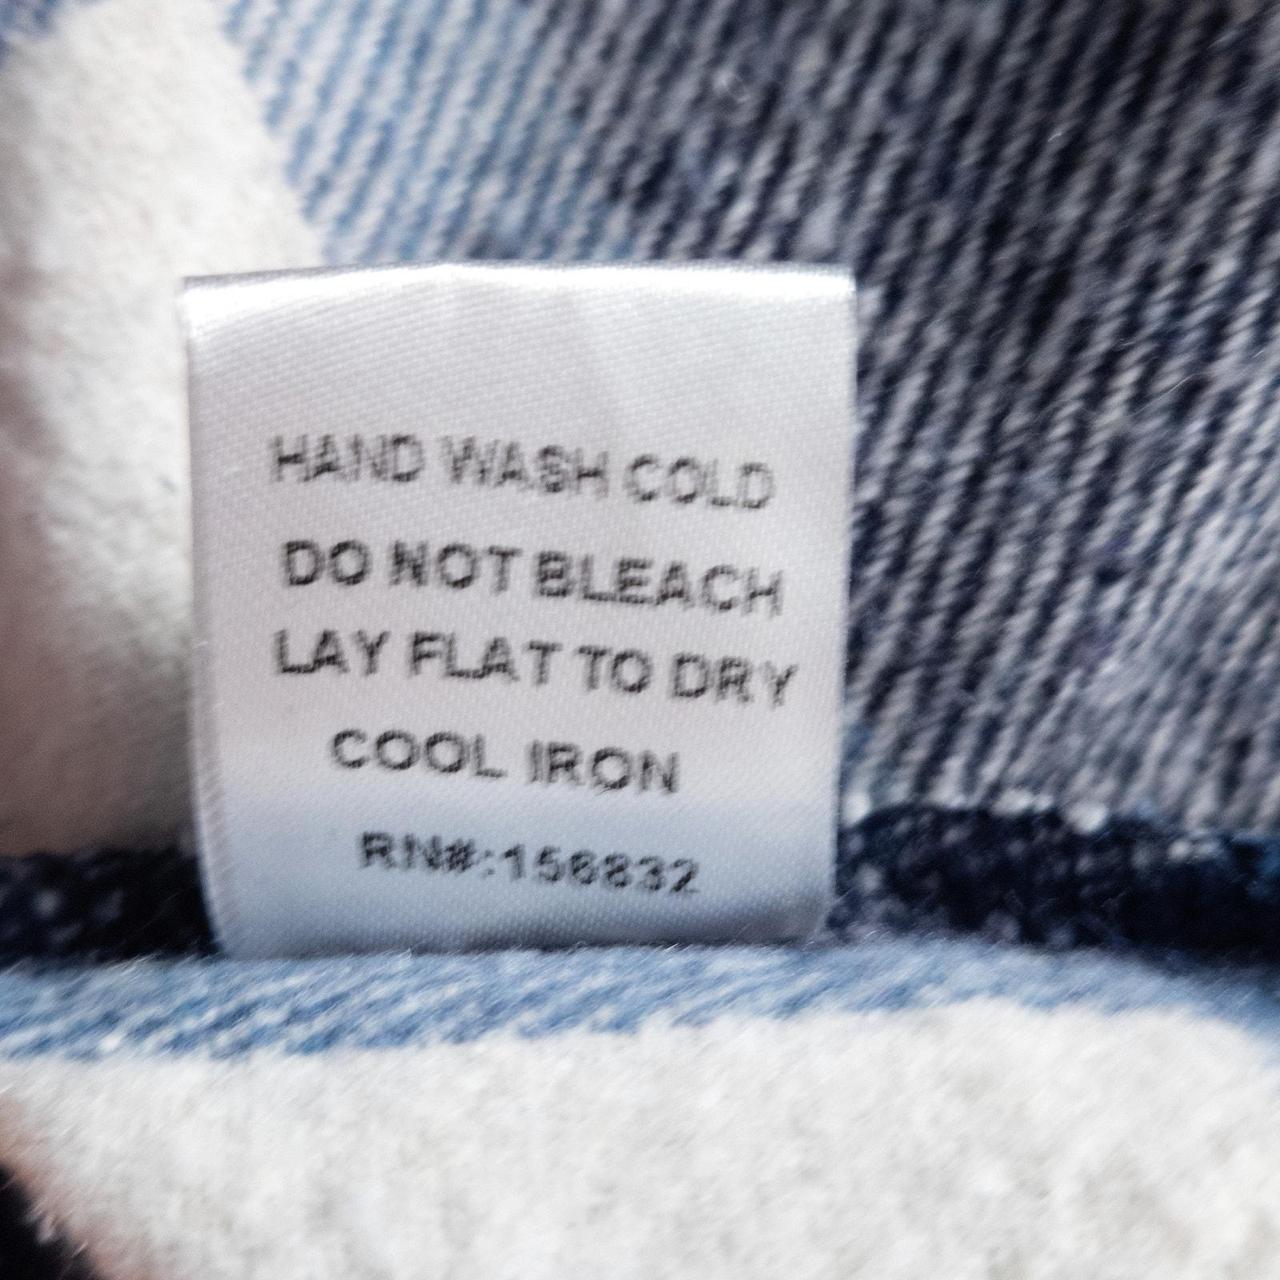 HAND WASH COLD
DO NOT BLEACH
LAY FLAT TO DRY
COOL IRON
RN#:156832